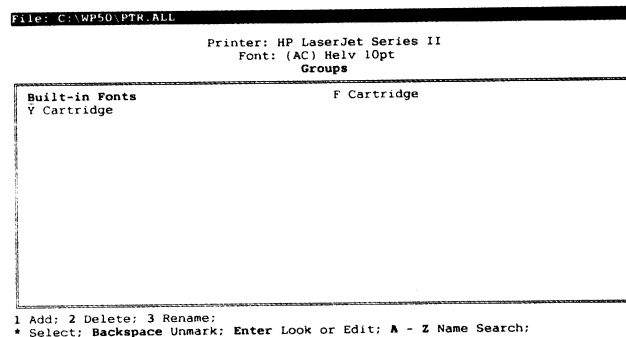 File: C:\WP50\PTR.ALL
Printer: HP LaserJet Series II
Font: (AC) Helv 10pt
Groups
Built-in Fonts F Cartridge
Y Cartridge
1 Add; 2 Delete; 3 Rename;
* Select; Backspace Unmark; Enter Look or Edit; A - Z Name Search;